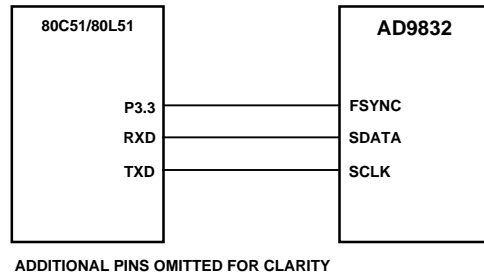 80C51/80L51
AD9832
P3.3
FSYNC
RXD
SDATA
TXD
SCLK
ADDITIONAL PINS OMITTED FOR CLARITY